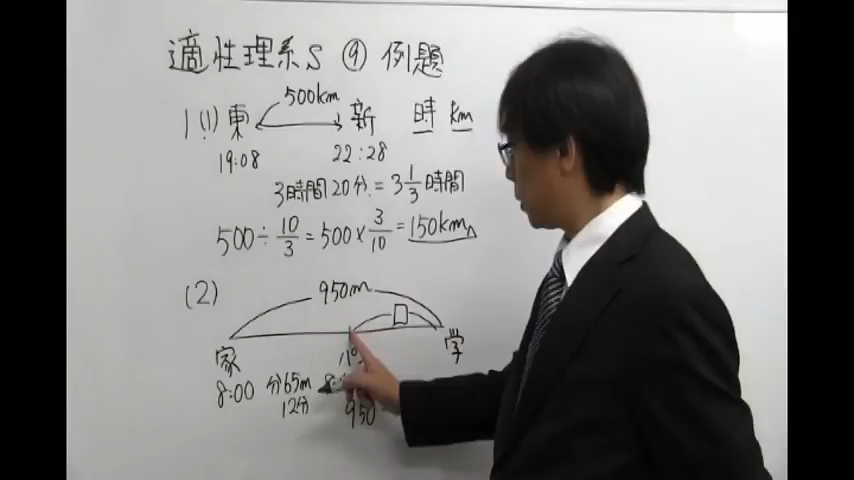 適性理系S ⑨ 例題
1(1) 東 500km 新 時 km
19:08 22:28
3時間20分 = 3 1/3 時間
500÷10/3=500×3/10=150km
(2) 950m
□
家 学
8:00 分65m
12分 950